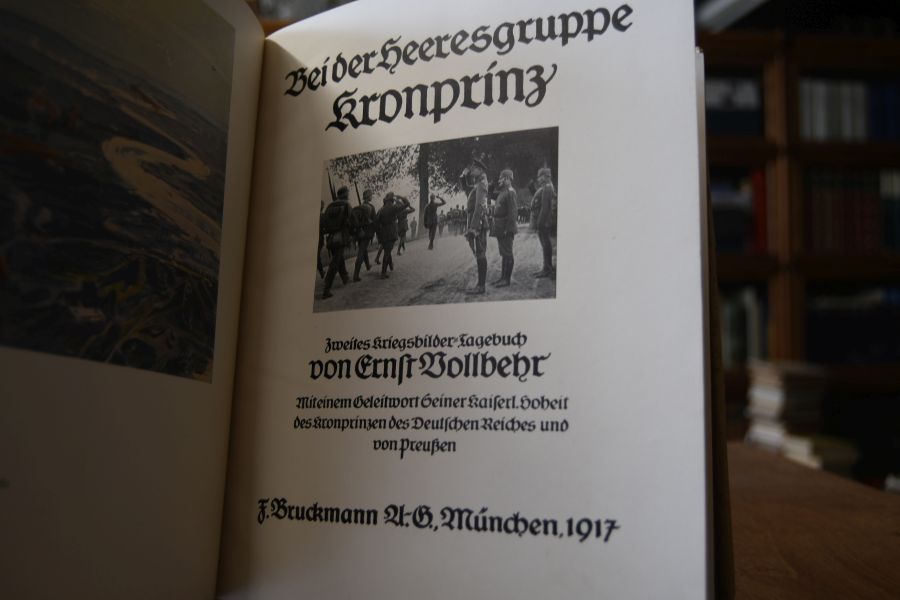 Bei der Heeresgruppe
Kronprinz
Zweites Kriegsbilder-Tagebuch
von Ernst Vollbehr
Mit einem Geleitwort Seiner Kaiserl. Hoheit
des Kronprinzen des Deutschen Reiches und
von Preußen
F. Bruckmann A.-G., München, 1917